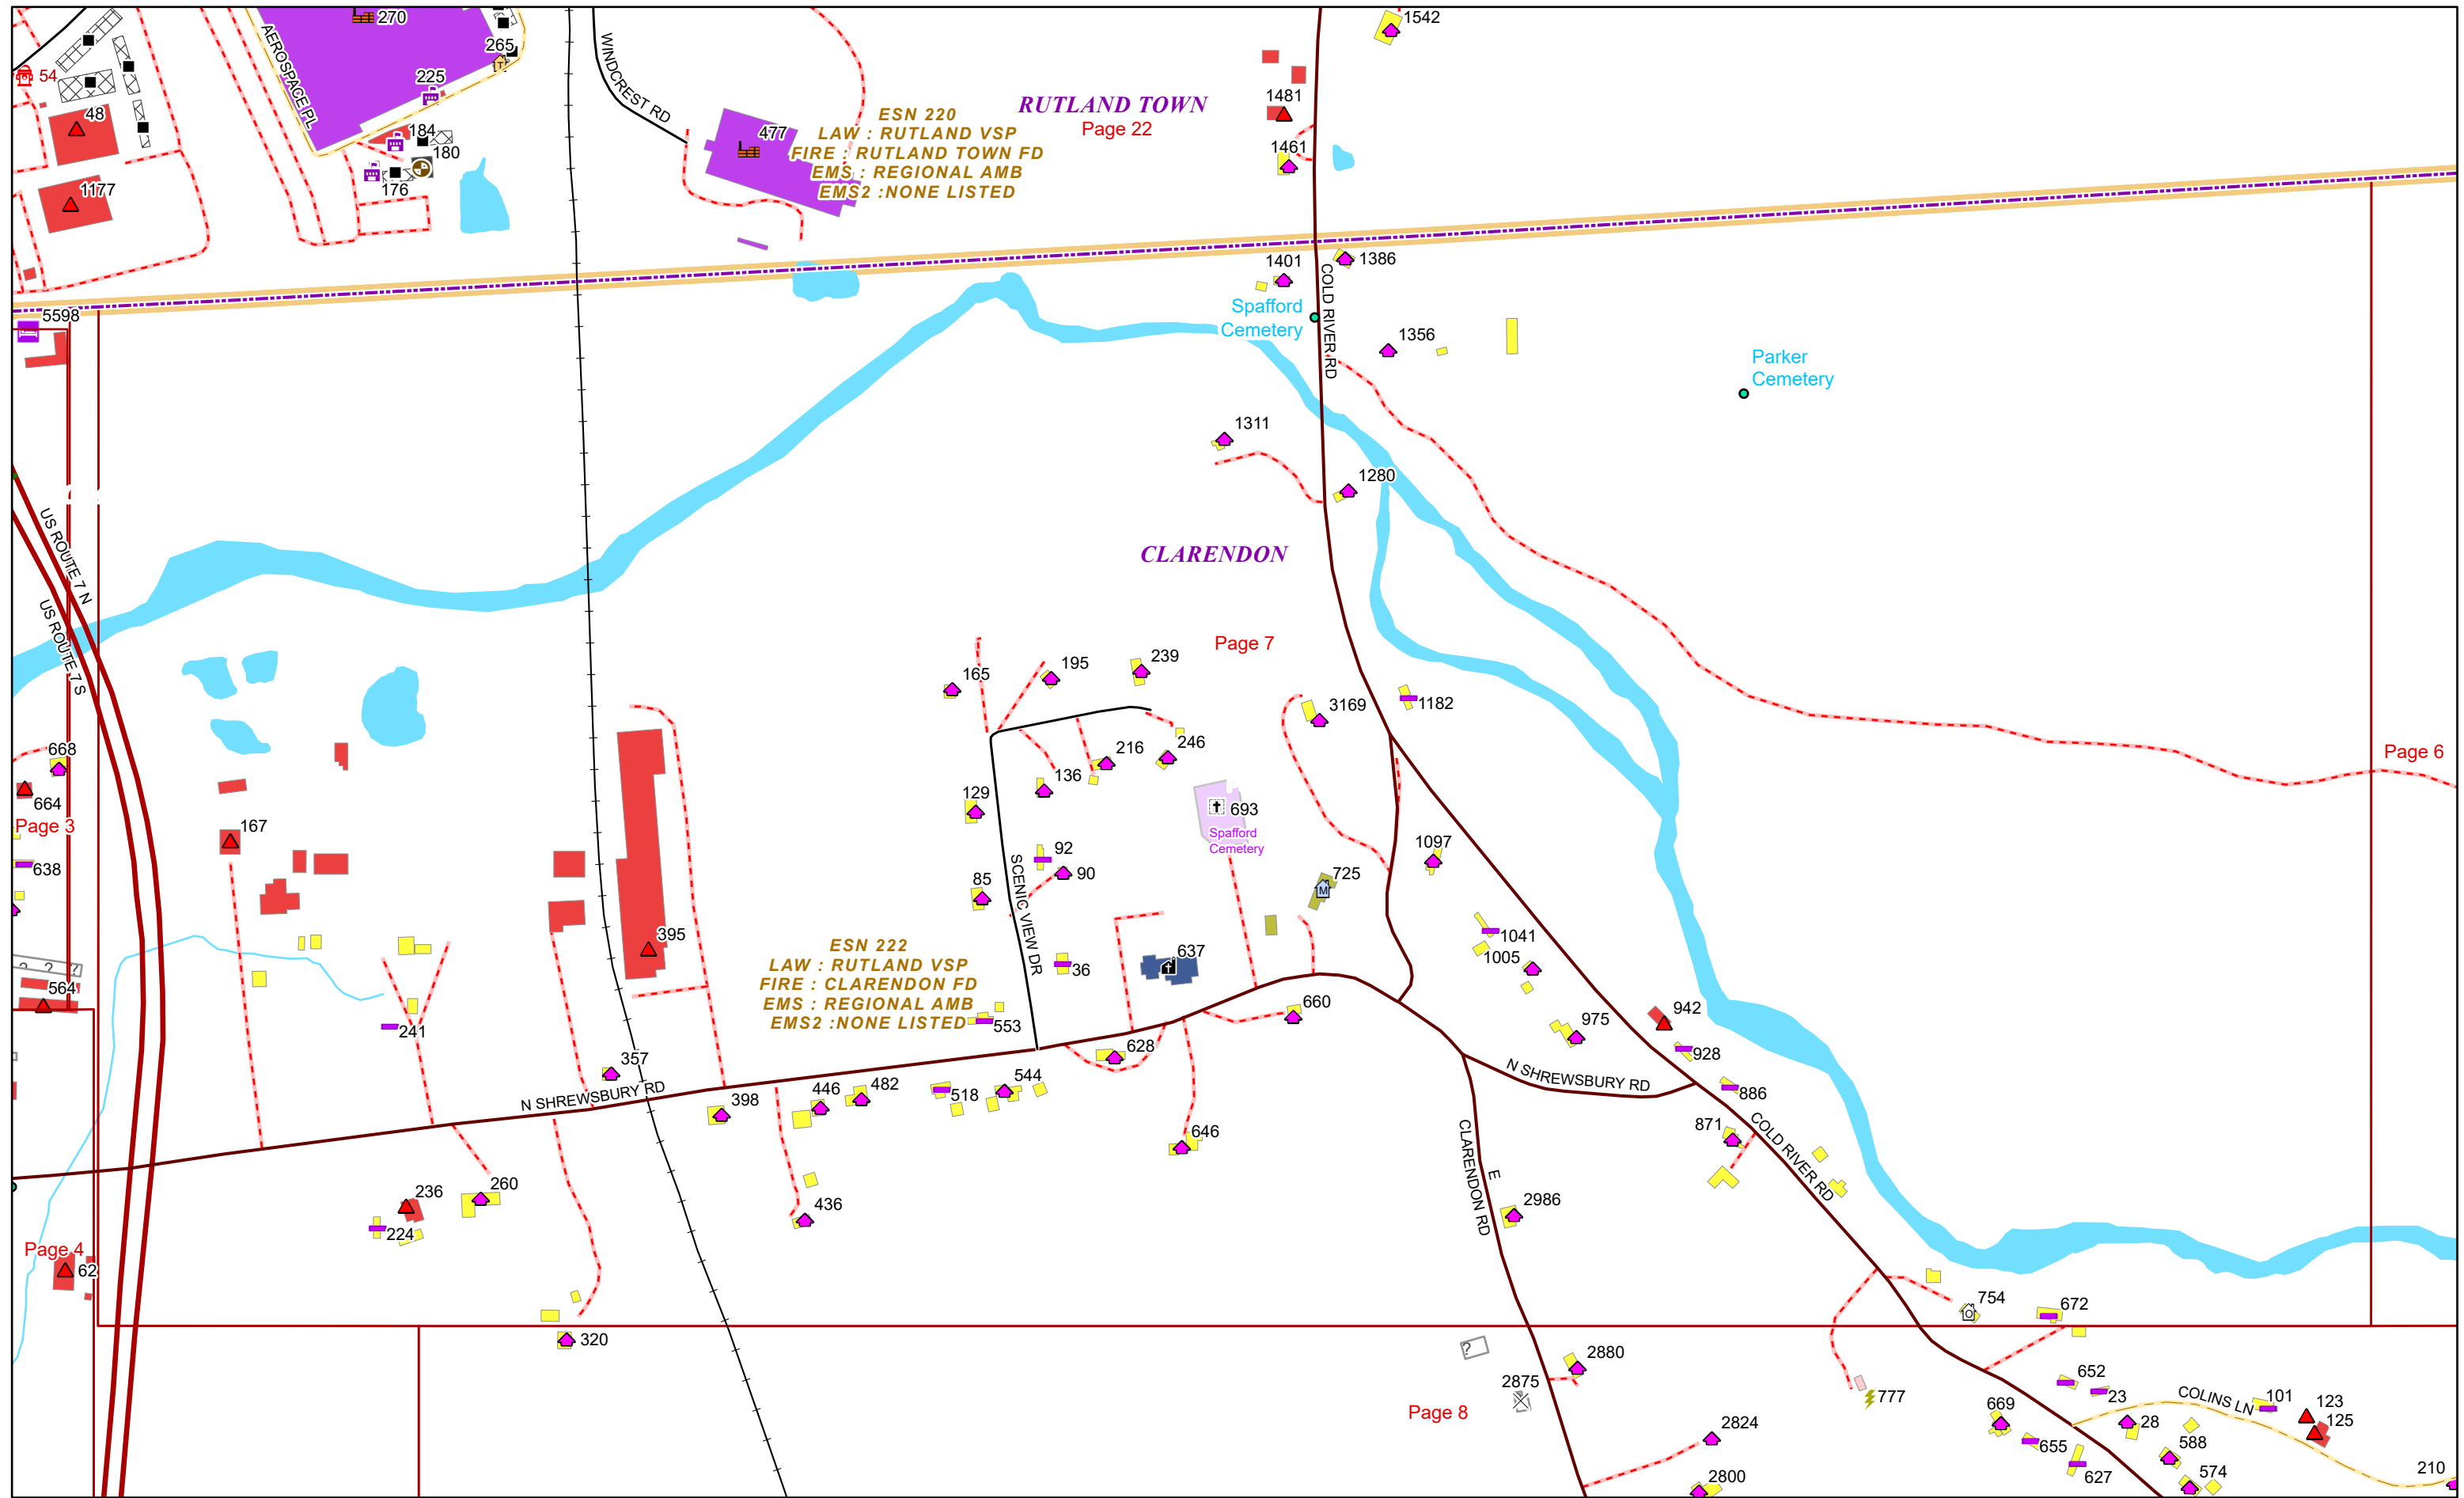 270
1542
AEROSPACE PL
265
T
WINDCREST RD
54
225
RUTLAND TOWN
Page 22
1481
48
ESN 220
LAW : RUTLAND VSP
FIRE : RUTLAND TOWN FD
EMS : REGIONAL AMB
EMS2 :NONE LISTED
477
184
180
1461
1177
176
1401
1386
COLD RIVER RD
Spafford
Cemetery
5598
1356
Parker
Cemetery
1311
1280
US ROUTE 7 N
CLARENDON
US ROUTE 7 S
Page 7
165
195
239
1182
3169
668
216
246
Page 6
136
664
129
693
Spafford
Cemetery
Page 3
167
92
1097
638
90
85
725
M
SCENIC VIEW DR
395
1041
ESN 222
LAW : RUTLAND VSP
FIRE : CLARENDON FD
EMS : REGIONAL AMB
EMS2 :NONE LISTED
637
36
1005
? ? ?
564
660
942
241
553
975
628
928
357
N SHREWSBURY RD
544
N SHREWSBURY RD
446
482
518
398
886
871
COLD RIVER RD
646
E
CLARENDON RD
260
236
436
2986
224
Page 4
62
754
O
672
320
?
2880
652
2875
777
23
COLINS LN
101
123
669
28
125
Page 8
2824
655
588
627
574
2800
210